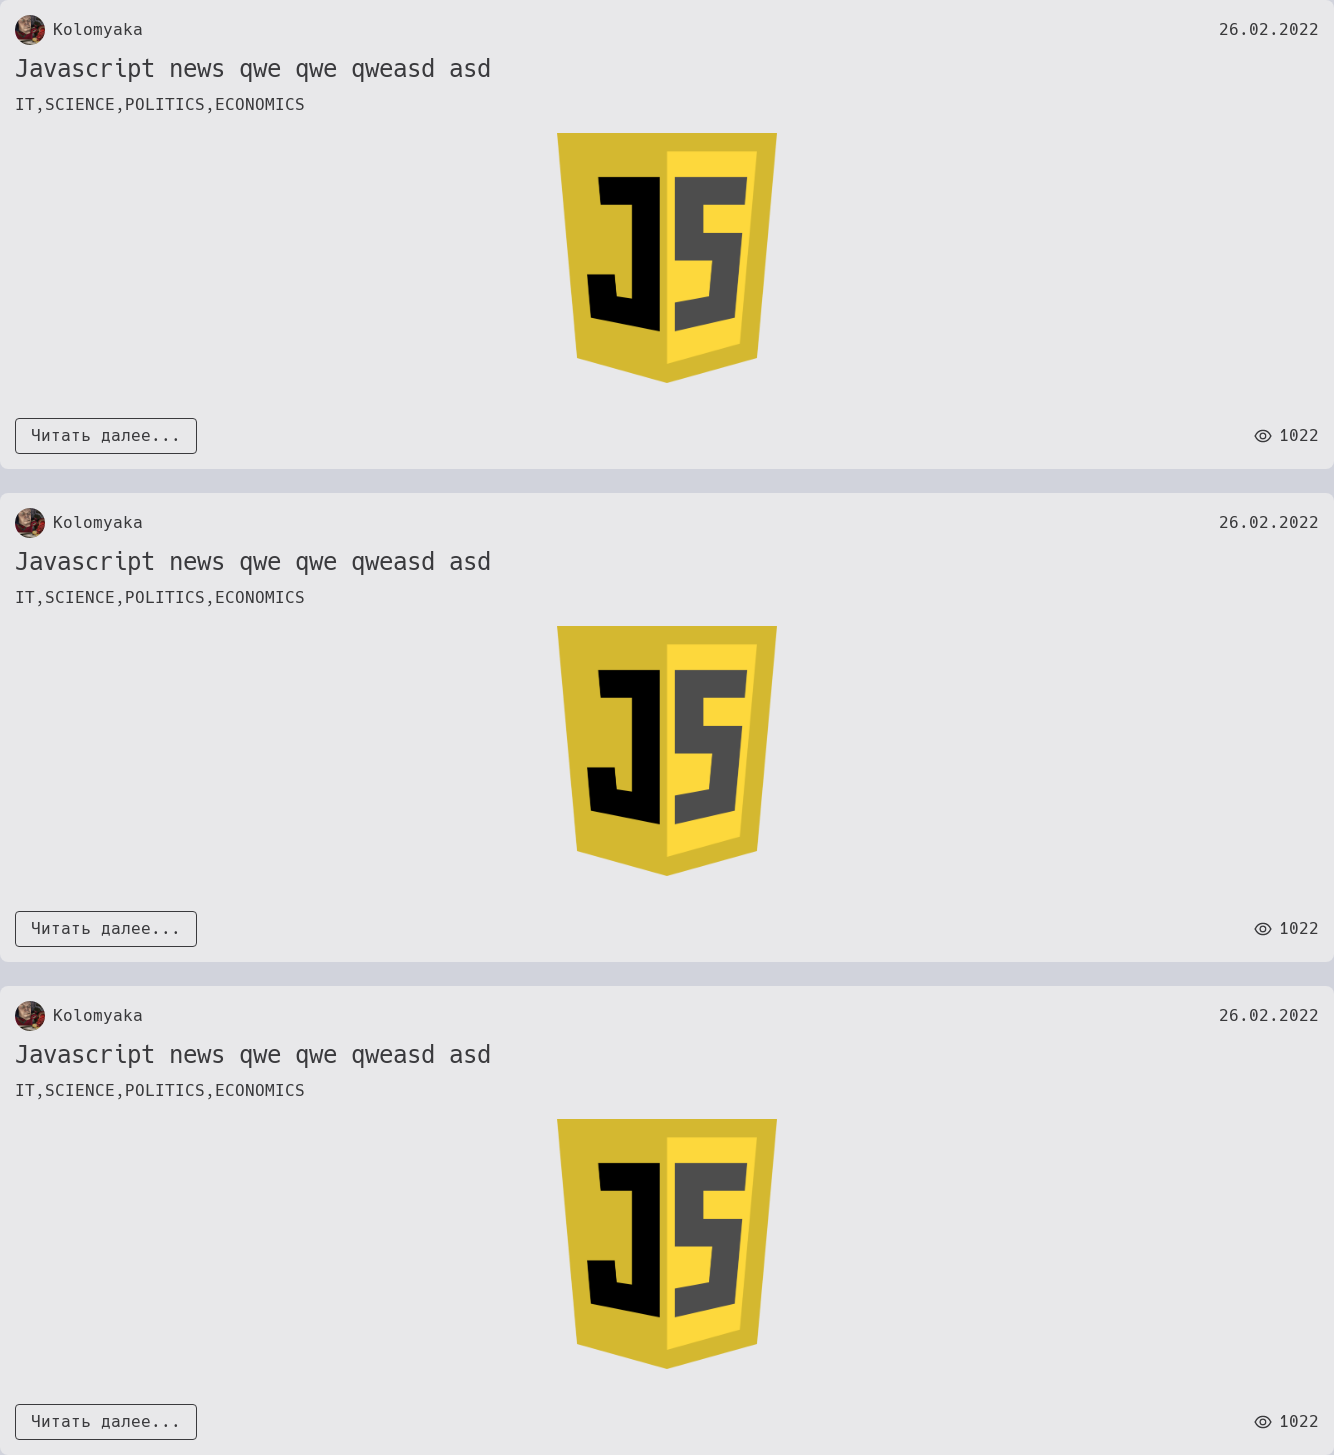 Kolomyaka 26.02.2022
Javascript news qwe qwe qweasd asd
IT,SCIENCE,POLITICS,ECONOMICS
JS
Читать далее... 1022
Kolomyaka 26.02.2022
Javascript news qwe qwe qweasd asd
IT,SCIENCE,POLITICS,ECONOMICS
JS
Читать далее... 1022
Kolomyaka 26.02.2022
Javascript news qwe qwe qweasd asd
IT,SCIENCE,POLITICS,ECONOMICS
JS
Читать далее... 1022